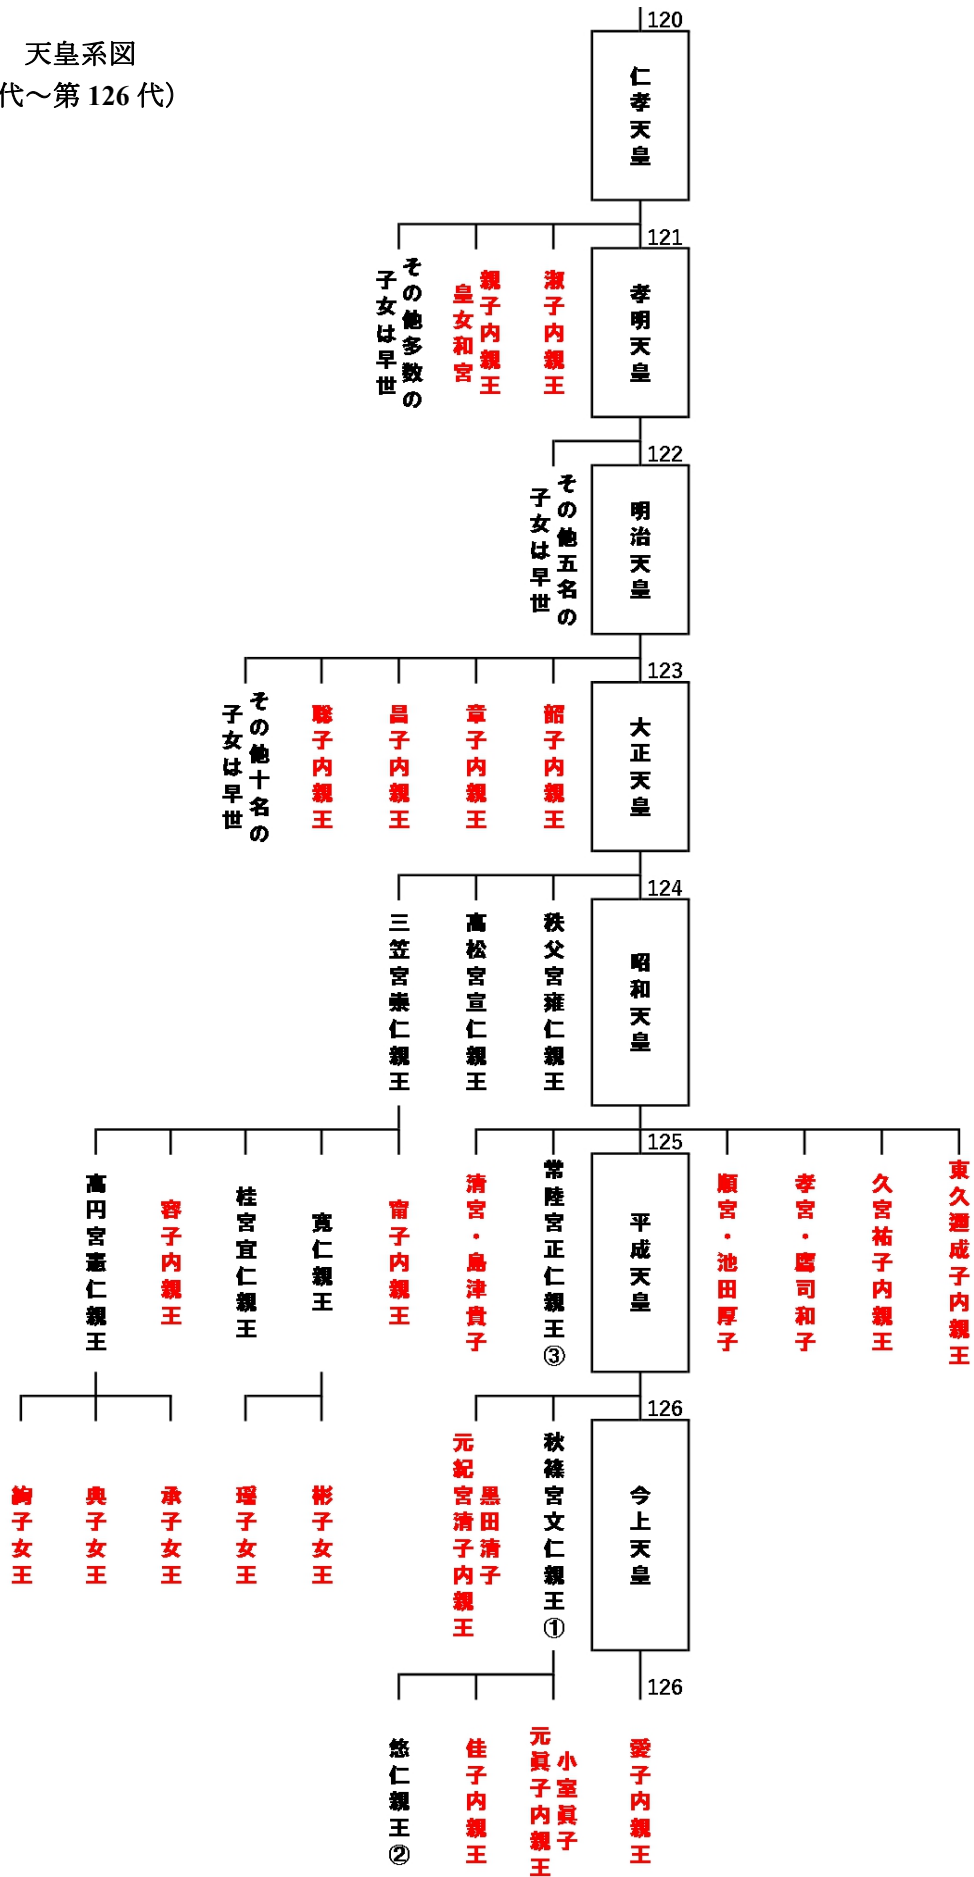 天皇系図
代～第 126 代）
120
仁孝天皇
121
孝明天皇
淑子内親王
親子内親王
皇女和宮
その他多数の
子女は早世
122
明治天皇
その他五名の
子女は早世
123
大正天皇
韶子内親王
章子内親王
昌子内親王
聡子内親王
その他十名の
子女は早世
124
昭和天皇
秩父宮雍仁親王
高松宮宣仁親王
三笠宮崇仁親王
東久邇成子内親王
久宮祐子内親王
孝宮・鷹司和子
順宮・池田厚子
125
平成天皇
常陸宮正仁親王③
清宮・島津貴子
甯子内親王
寛仁親王
桂宮宜仁親王
容子内親王
高円宮憲仁親王
126
今上天皇
秋篠宮文仁親王①
黒田清子
元紀宮清子内親王
彬子女王
瑶子女王
承子女王
典子女王
絢子女王
126
愛子内親王
小室眞子
元眞子内親王
佳子内親王
悠仁親王②